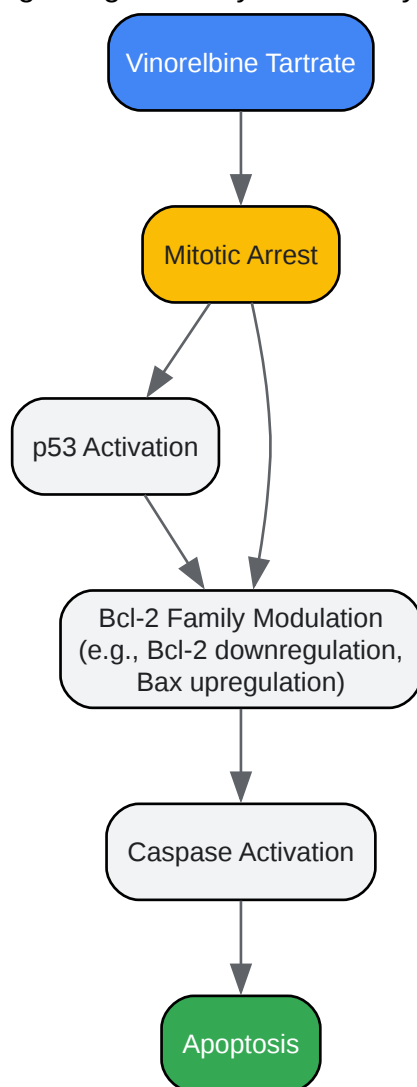 Vinorelbine Tartrate
Mitotic Arrest
p53 Activation
Bcl-2 Family Modulation
(e.g., Bcl-2 downregulation,
Bax upregulation)
Caspase Activation
Apoptosis